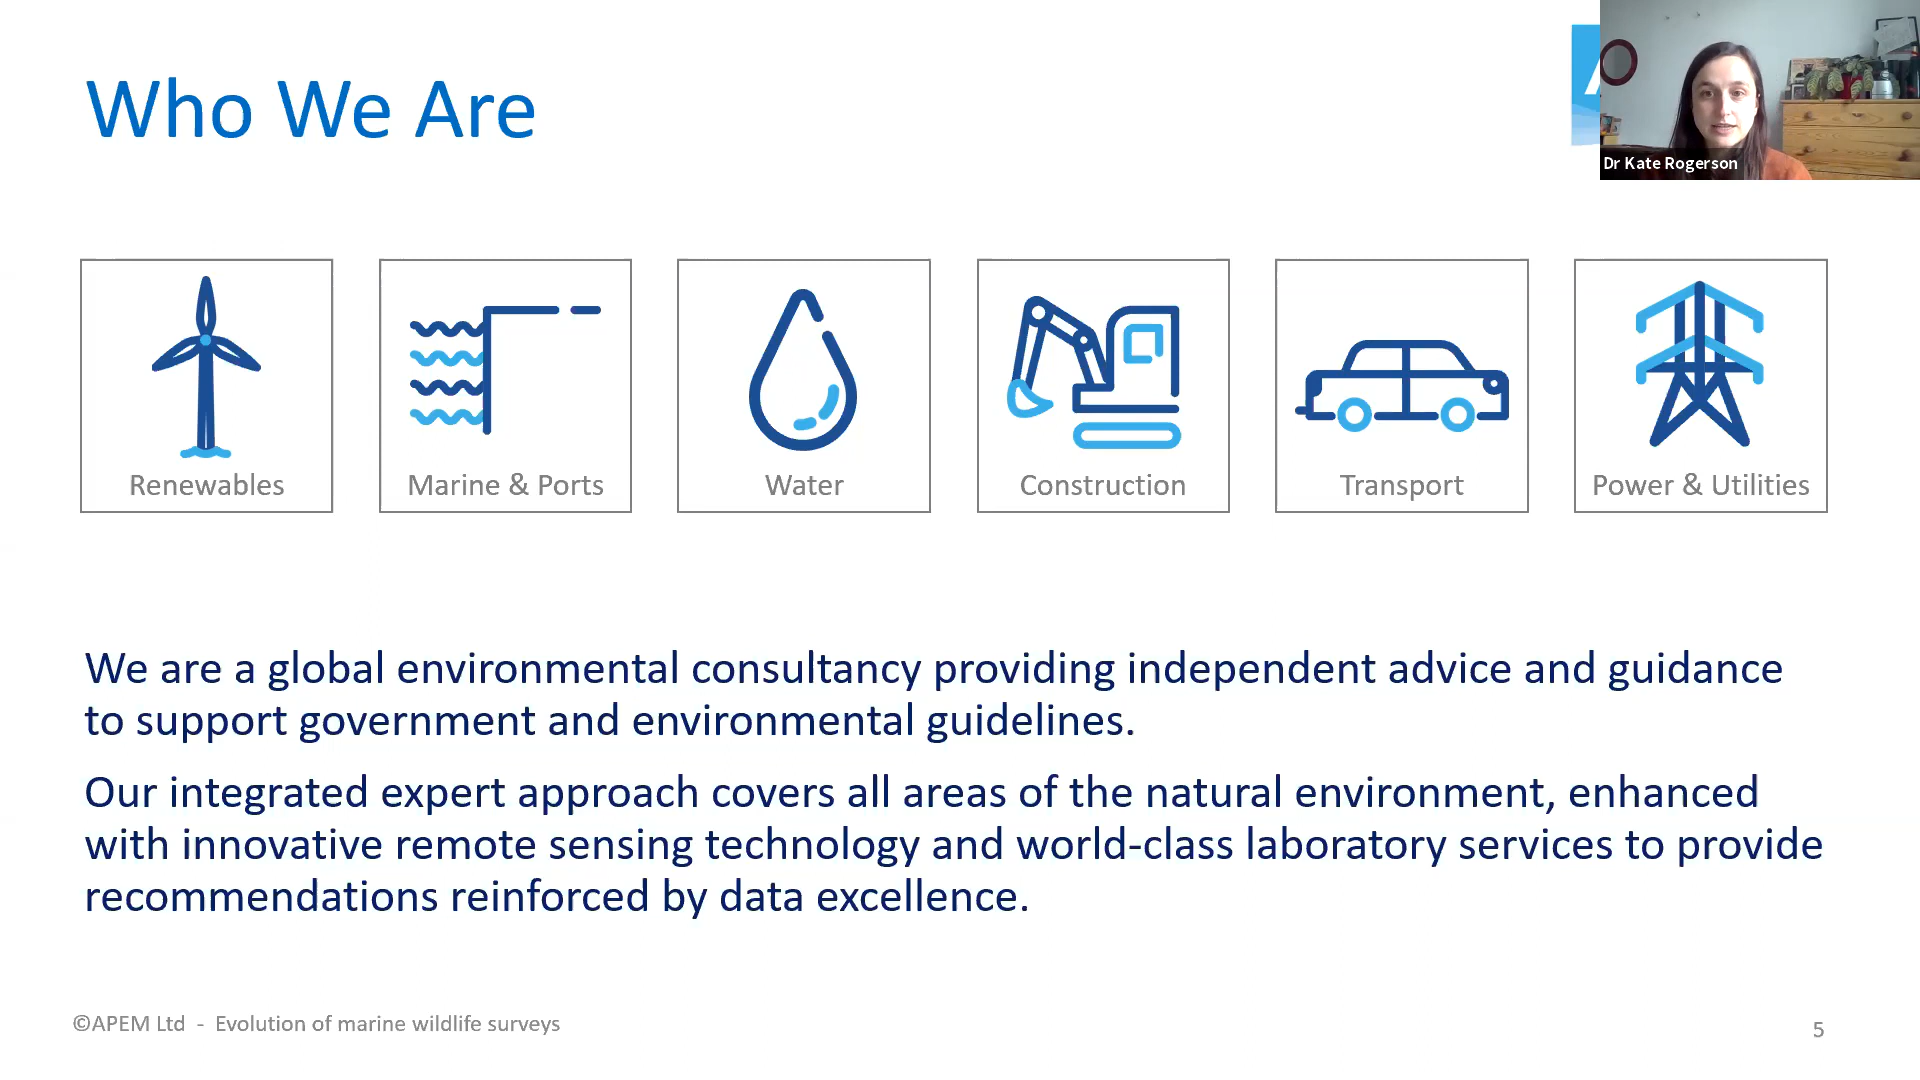 Who We Are
Dr Kate Rogerson
Renewables
Marine & Ports
Water
Construction
Transport
Power & Utilities
We are a global environmental consultancy providing independent advice and guidance
to support government and environmental guidelines.
Our integrated expert approach covers all areas of the natural environment, enhanced
with innovative remote sensing technology and world-class laboratory services to provide
recommendations reinforced by data excellence.
©APEM Ltd - Evolution of marine wildlife surveys
5